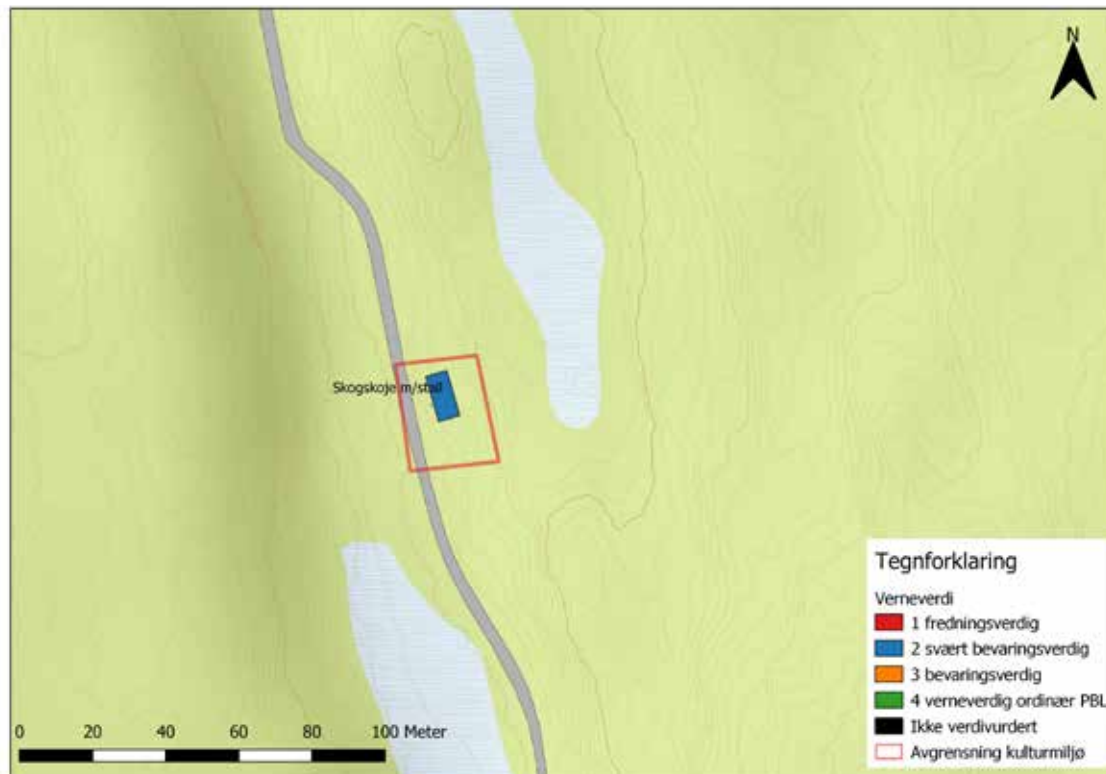 N
Skogskoje m/stall
Tegnforklaring
Verneverdi
1 fredningsverdig
2 svært bevaringsverdig
3 bevaringsverdig
4 verneverdig ordinær PBL
Ikke verdivurdert
Avgrensning kulturmiljø
0 20 40 60 80 100 Meter